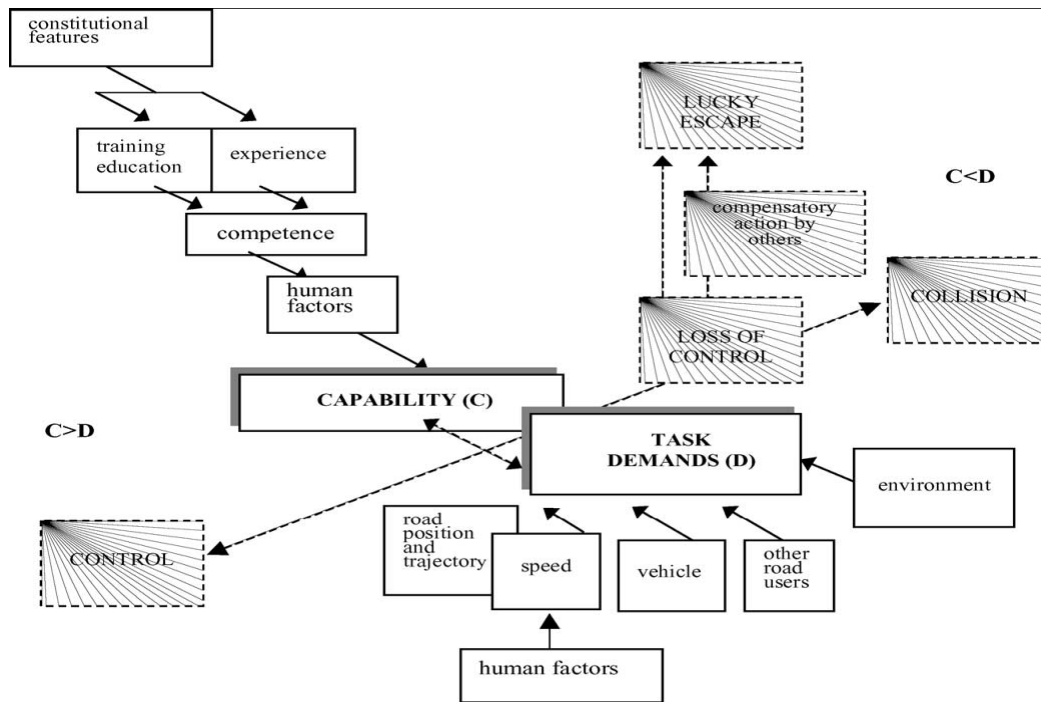 constitutional
features
training
education
experience
competence
human
factors
CAPABILITY (C)
C>D
CONTROL
LUCKY
ESCAPE
C<D
compensatory
action by
others
COLLISION
LOSS OF
CONTROL
TASK
DEMANDS (D)
environment
road
position
and
trajectory
speed
vehicle
other
road
users
human factors